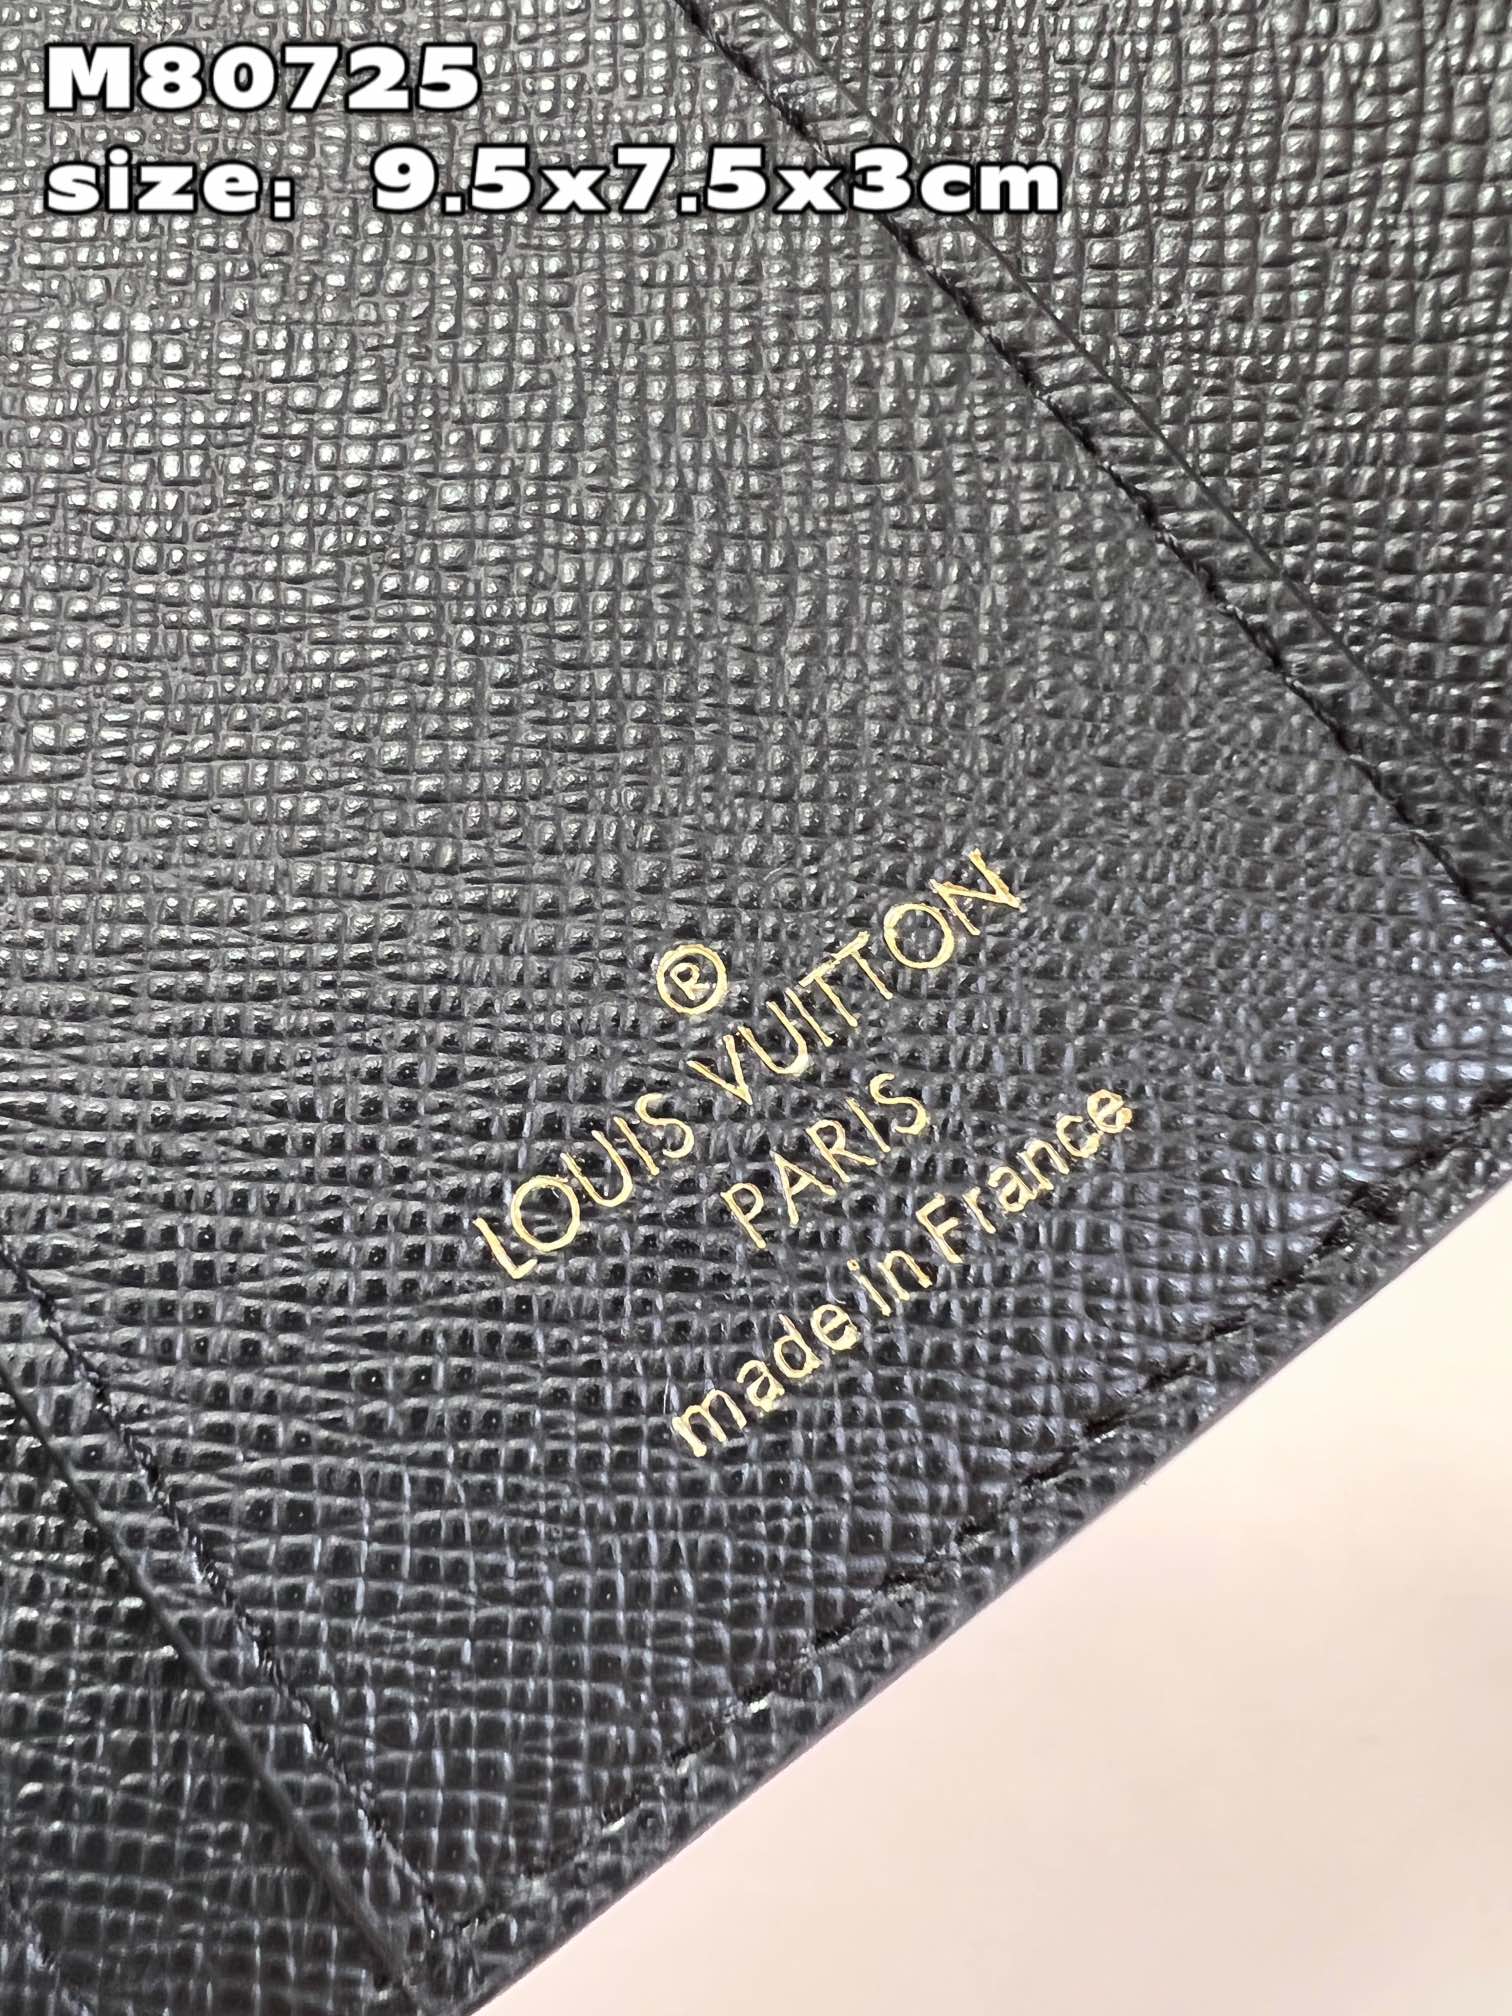 M80725
size： 9.5x7.5x3cm
®
LOUIS VUITTON
PARIS
made in France